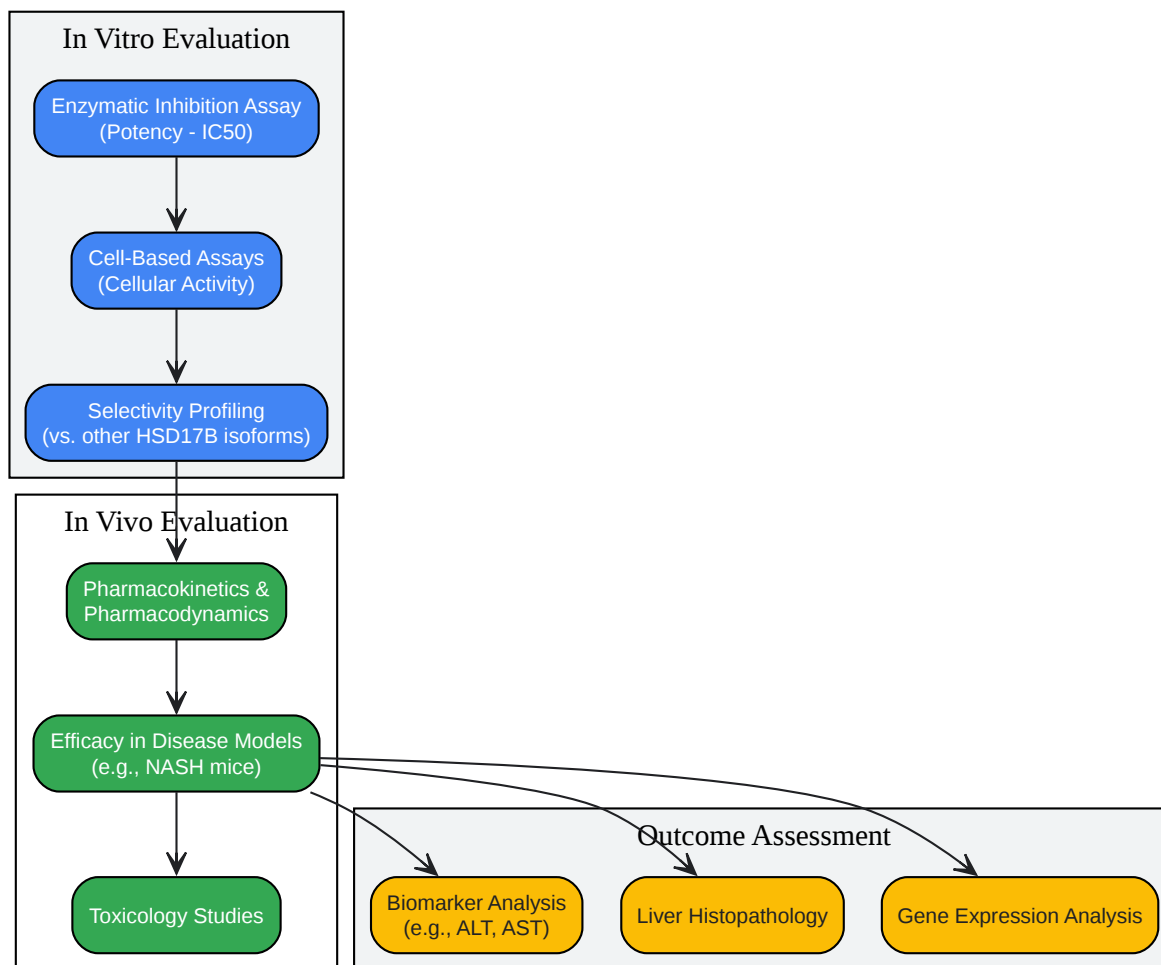 In Vitro Evaluation
Enzymatic Inhibition Assay
(Potency - IC50)
Cell-Based Assays
(Cellular Activity)
Selectivity Profiling
(vs. other HSD17B isoforms)
In Vivo Evaluation
Pharmacokinetics &
Pharmacodynamics
Efficacy in Disease Models
(e.g., NASH mice)
Toxicology Studies
Outcome Assessment
Biomarker Analysis
(e.g., ALT, AST)
Liver Histopathology
Gene Expression Analysis